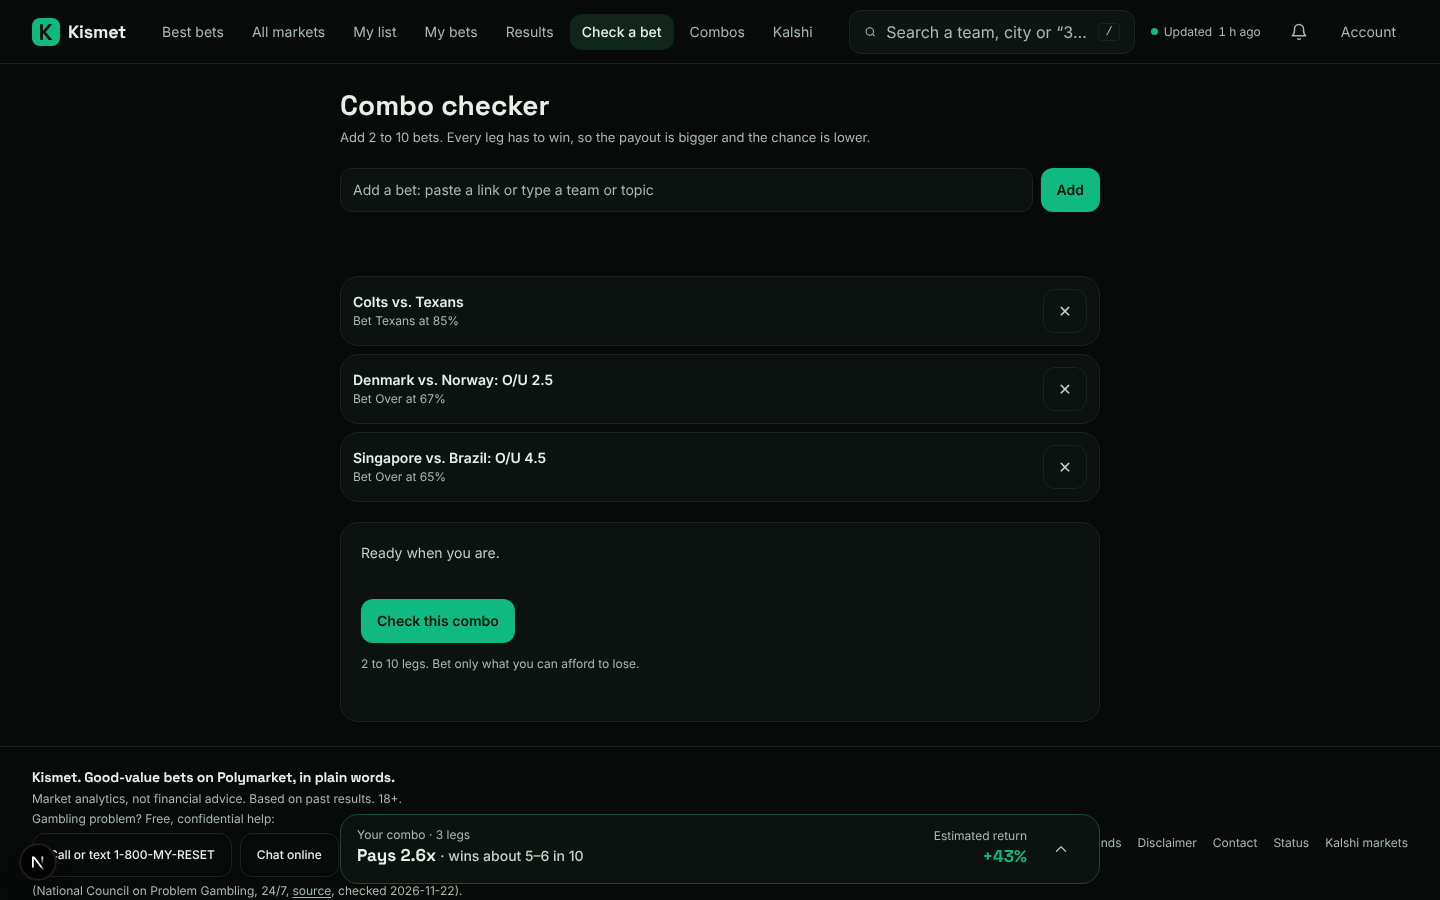 Kismet
Best bets
All markets
My list
My bets
Results
Check a bet
Combos
Kalshi
Search a team, city or “3...
/
Updated 1 h ago
Account
Combo checker
Add 2 to 10 bets. Every leg has to win, so the payout is bigger and the chance is lower.
Add a bet: paste a link or type a team or topic
Add
Colts vs. Texans
Bet Texans at 85%
Denmark vs. Norway: O/U 2.5
Bet Over at 67%
Singapore vs. Brazil: O/U 4.5
Bet Over at 65%
Ready when you are.
Check this combo
2 to 10 legs. Bet only what you can afford to lose.
Kismet. Good-value bets on Polymarket, in plain words.
Market analytics, not financial advice. Based on past results. 18+.
Gambling problem? Free, confidential help:
Call or text 1-800-MY-RESET
Chat online
(National Council on Problem Gambling, 24/7, source, checked 2026-11-22).
Your combo · 3 legs
Pays 2.6x · wins about 5–6 in 10
Estimated return
+43%
nds
Disclaimer
Contact
Status
Kalshi markets